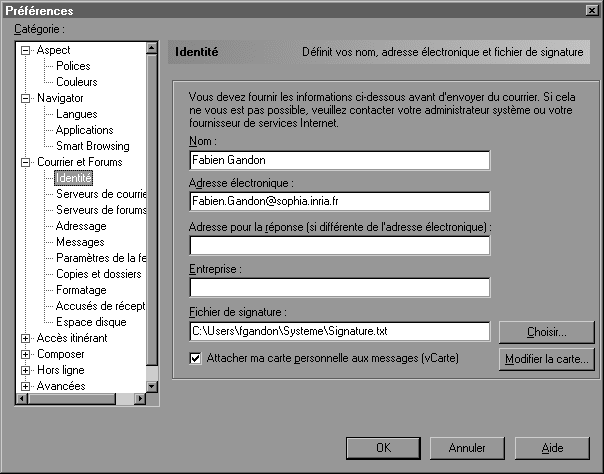 Préférences
Catégorie :
Aspect
Polices
Couleurs
Navigator
Langues
Applications
Smart Browsing
Courrier et Forums
Identité
Serveurs de courrie
Serveurs de forums
Adressage
Messages
Paramètres de la fe
Copies et dossiers
Formatage
Accusés de récept
Espace disque
Accès itinérant
Composer
Hors ligne
Avancées
Identité Définit vos nom, adresse électronique et fichier de signature
Vous devez fournir les informations ci-dessous avant d'envoyer du courrier. Si cela
ne vous est pas possible, veuillez contacter votre administrateur système ou votre
fournisseur de services Internet.
Nom :
Fabien Gandon
Adresse électronique :
Fabien.Gandon@sophia.inria.fr
Adresse pour la réponse (si différente de l'adresse électronique) :
Entreprise :
Fichier de signature :
C:\Users\fgandon\Systeme\Signature.txt Choisir...
Attacher ma carte personnelle aux messages (vCarte) Modifier la carte...
OK Annuler Aide